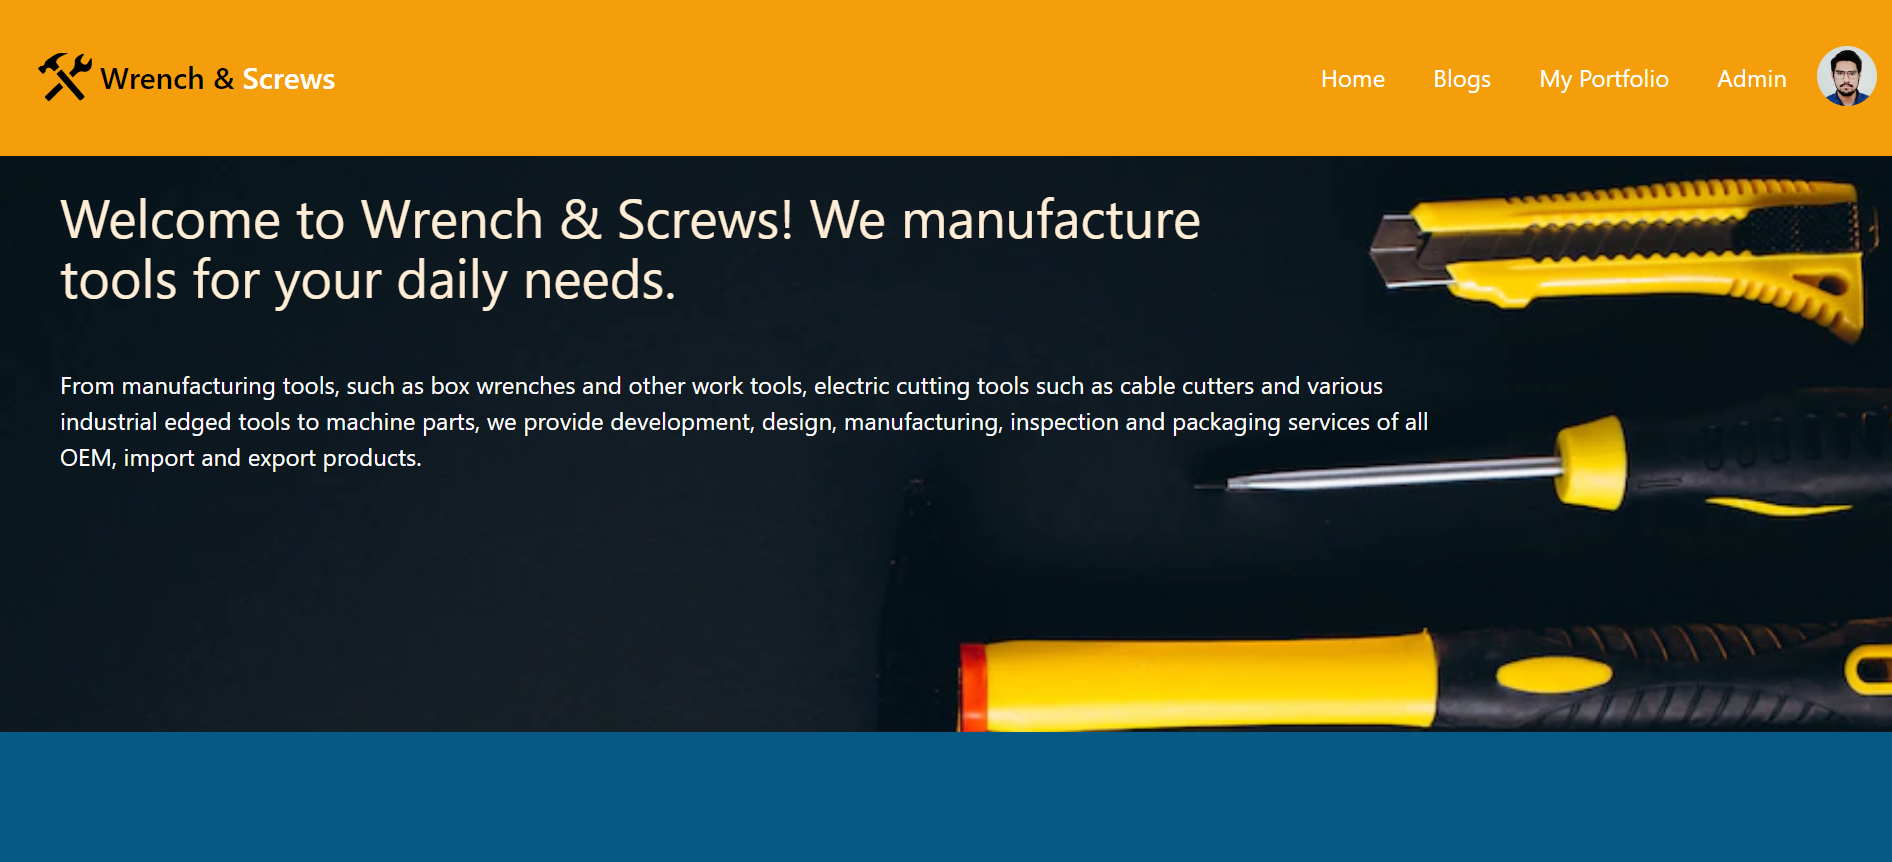 Wrench & Screws
Home
Blogs
My Portfolio
Admin
Welcome to Wrench & Screws! We manufacture
tools for your daily needs.
From manufacturing tools, such as box wrenches and other work tools, electric cutting tools such as cable cutters and various
industrial edged tools to machine parts, we provide development, design, manufacturing, inspection and packaging services of all
OEM, import and export products.